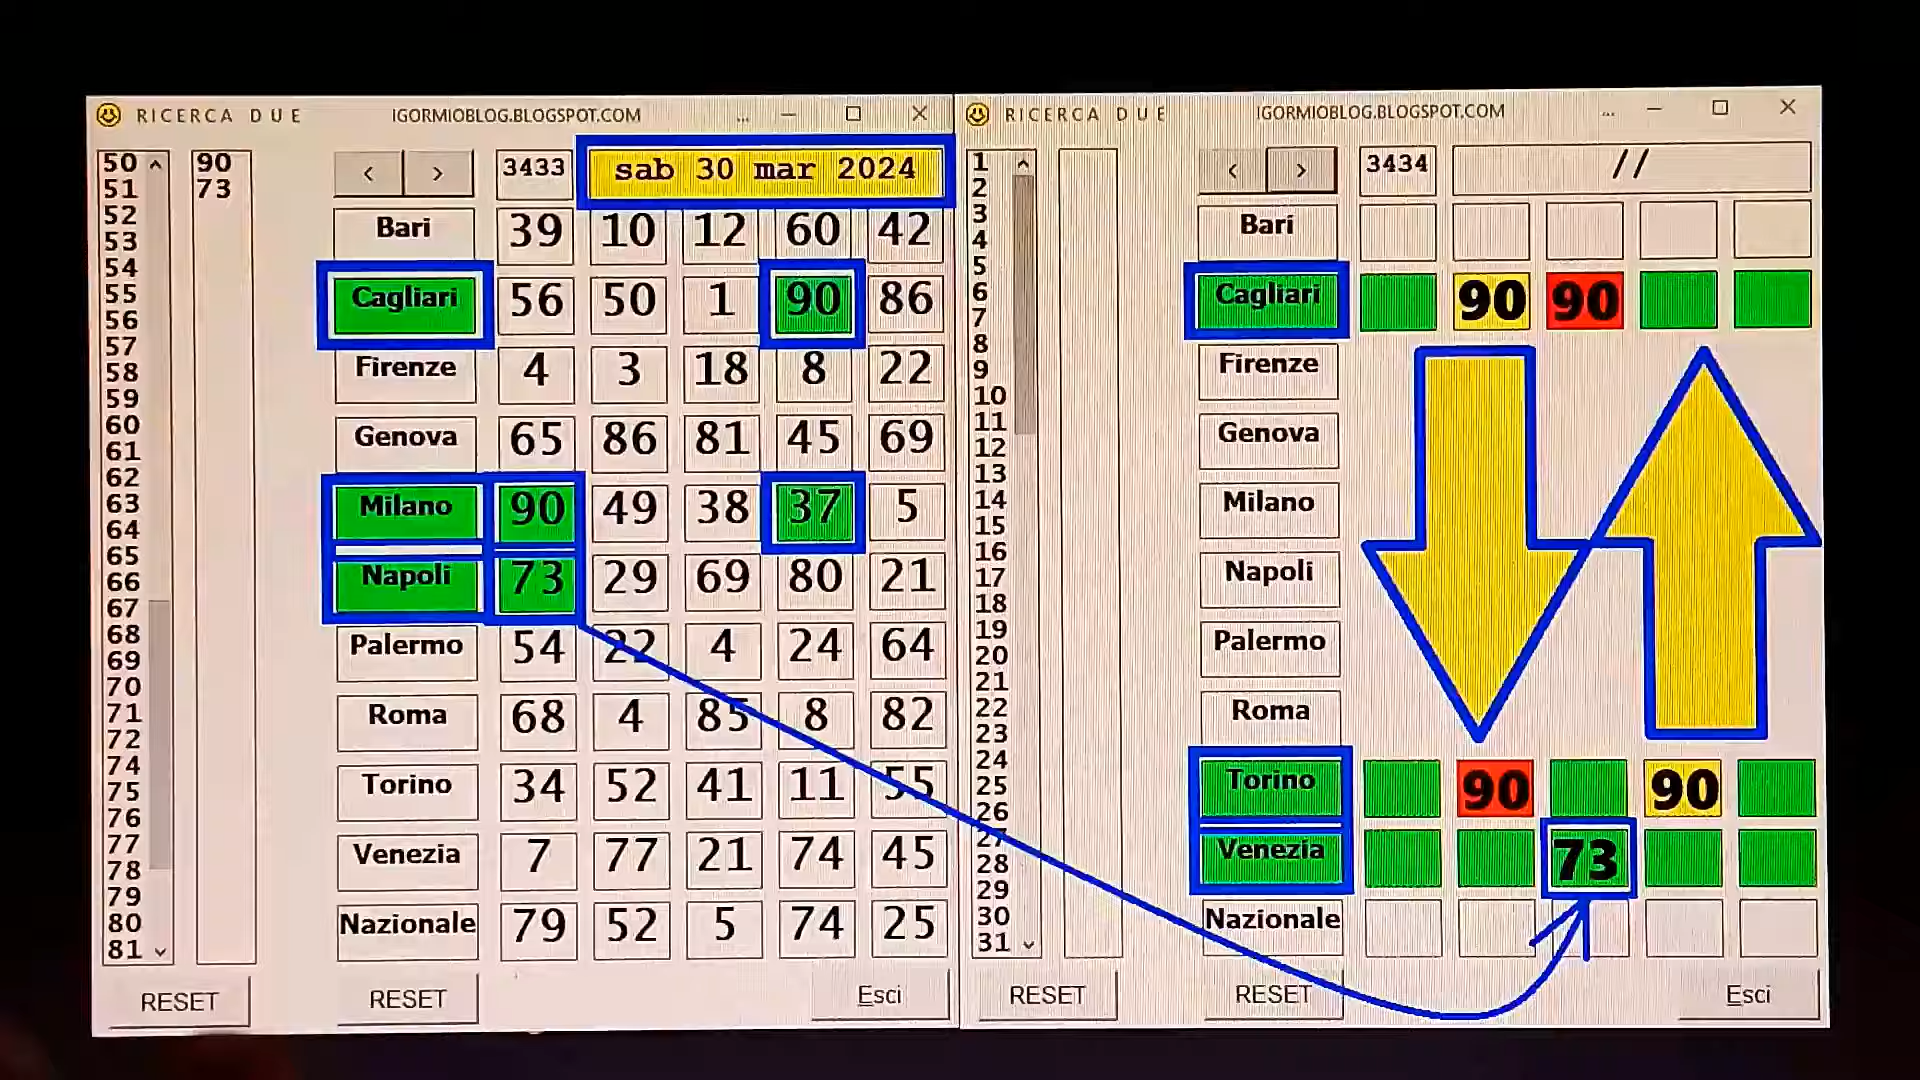 RICERCA DUE IGORMIOBLOG.BLOGSPOT.COM ...
50 90 < > 3433 sab 30 mar 2024
51 73
52 Bari 39 10 12 60 42
53
54
55 Cagliari 56 50 1 90 86
56
57
58 Firenze 4 3 18 8 22
59
60 Genova 65 86 81 45 69
61
62
63 Milano 90 49 38 37 5
64
65
66 Napoli 73 29 69 80 21
67
68 Palermo 54 22 4 24 64
69
70
71 Roma 68 4 85 8 82
72
73
74 Torino 34 52 41 11 55
75
76
77 Venezia 7 77 21 74 45
78
79
80 Nazionale 79 52 5 74 25
81
RESET RESET Esci
RICERCA DUE IGORMIOBLOG.BLOGSPOT.COM ...
1 < > 3434 //
2
3 Bari
4
5
6 Cagliari 90 90
7
8
9 Firenze
10
11 Genova
12
13
14 Milano
15
16
17 Napoli
18
19
20 Palermo
21
22 Roma
23
24
25 Torino 90 90
26
27
28 Venezia 73
29
30 Nazionale
31
RESET RESET Esci